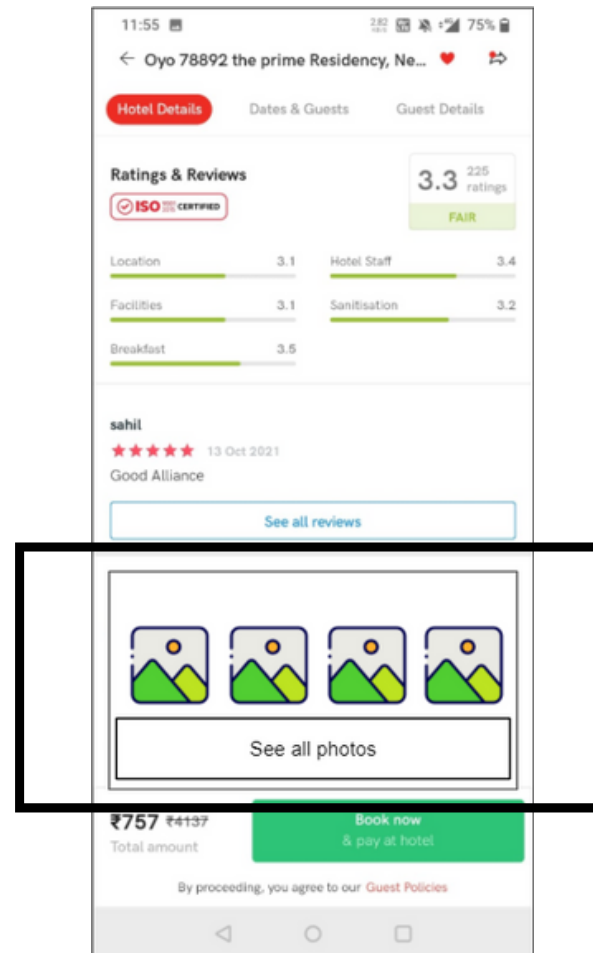 11:55 2.82 75%
Oyo 78892 the prime Residency, Ne...
Hotel Details Dates & Guests Guest Details
Ratings & Reviews
ISO CERTIFIED
3.3 225 ratings
FAIR
Location 3.1 Hotel Staff 3.4
Facilities 3.1 Sanitisation 3.2
Breakfast 3.5
sahil
13 Oct 2021
Good Alliance
See all reviews
See all photos
₹757 ₹4137 Book now
Total amount & pay at hotel
By proceeding, you agree to our Guest Policies